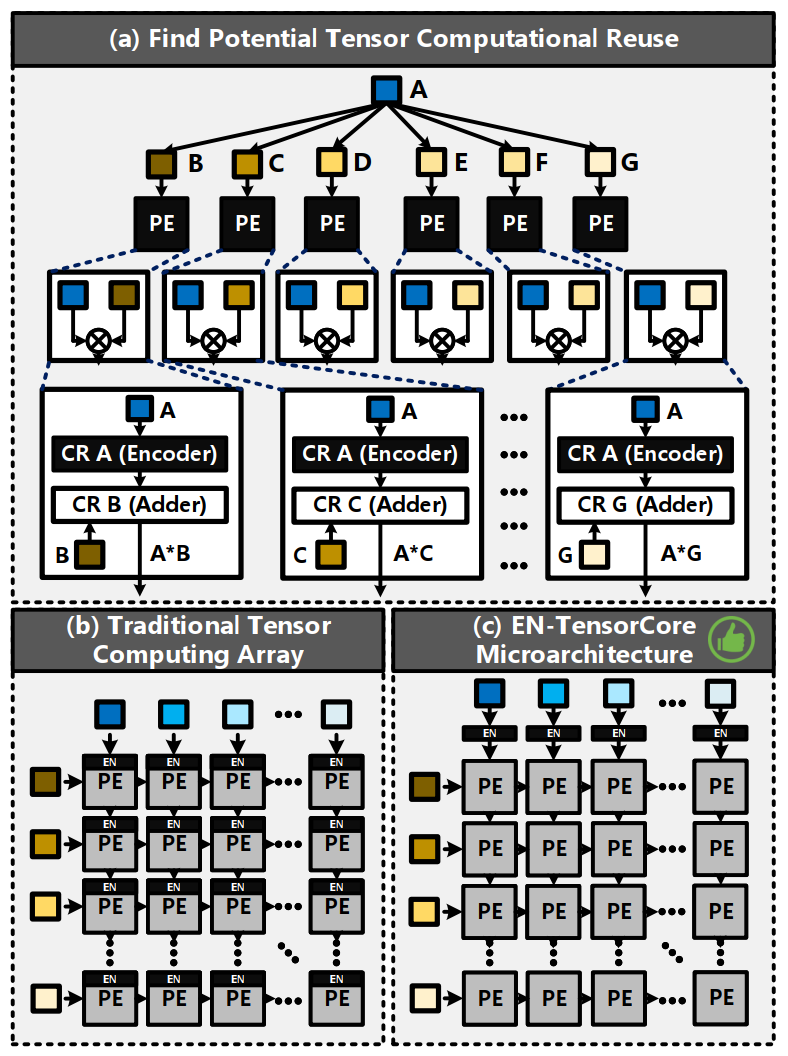 (a) Find Potential Tensor Computational Reuse
A
B C D E F G
PE PE PE PE PE PE
A A A
CR A (Encoder) CR A (Encoder) CR A (Encoder)
CR B (Adder) CR C (Adder) CR G (Adder)
B A*B C A*C G A*G
(b) Traditional Tensor
Computing Array
(c) EN-TensorCore
Microarchitecture
EN EN EN EN
PE PE PE PE
EN EN EN EN
PE PE PE PE
EN EN EN EN
PE PE PE PE
EN EN EN EN
PE PE PE PE
EN EN EN EN
PE PE PE PE
PE PE PE PE
PE PE PE PE
PE PE PE PE